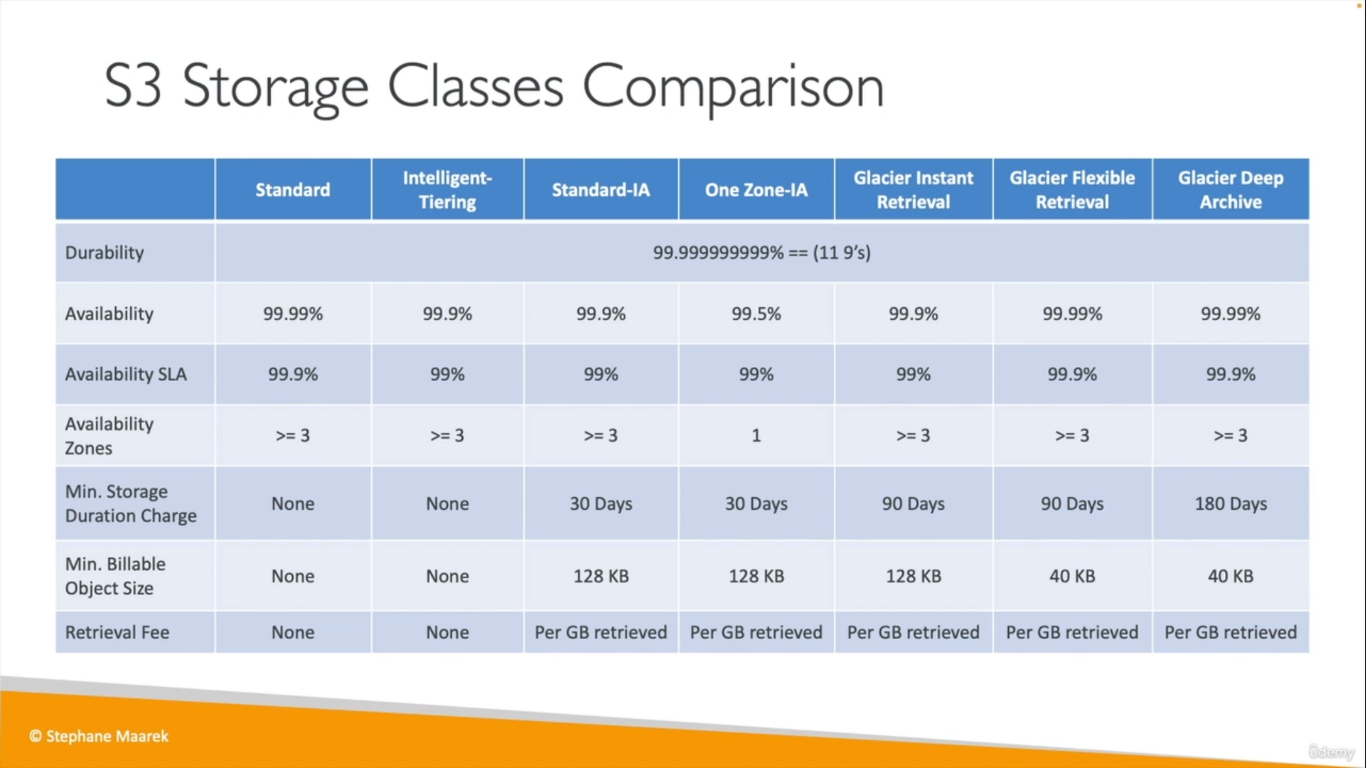 S3 Storage Classes Comparison
Standard
Intelligent-
Tiering
Standard-IA
One Zone-IA
Glacier Instant
Retrieval
Glacier Flexible
Retrieval
Glacier Deep
Archive
Durability
99.999999999% == (11 9’s)
Availability
99.99%
99.9%
99.9%
99.5%
99.9%
99.99%
99.99%
Availability SLA
99.9%
99%
99%
99%
99%
99.9%
99.9%
Availability
Zones
>= 3
>= 3
>= 3
1
>= 3
>= 3
>= 3
Min. Storage
Duration Charge
None
None
30 Days
30 Days
90 Days
90 Days
180 Days
Min. Billable
Object Size
None
None
128 KB
128 KB
128 KB
40 KB
40 KB
Retrieval Fee
None
None
Per GB retrieved
Per GB retrieved
Per GB retrieved
Per GB retrieved
Per GB retrieved
© Stephane Maarek
ûdemy